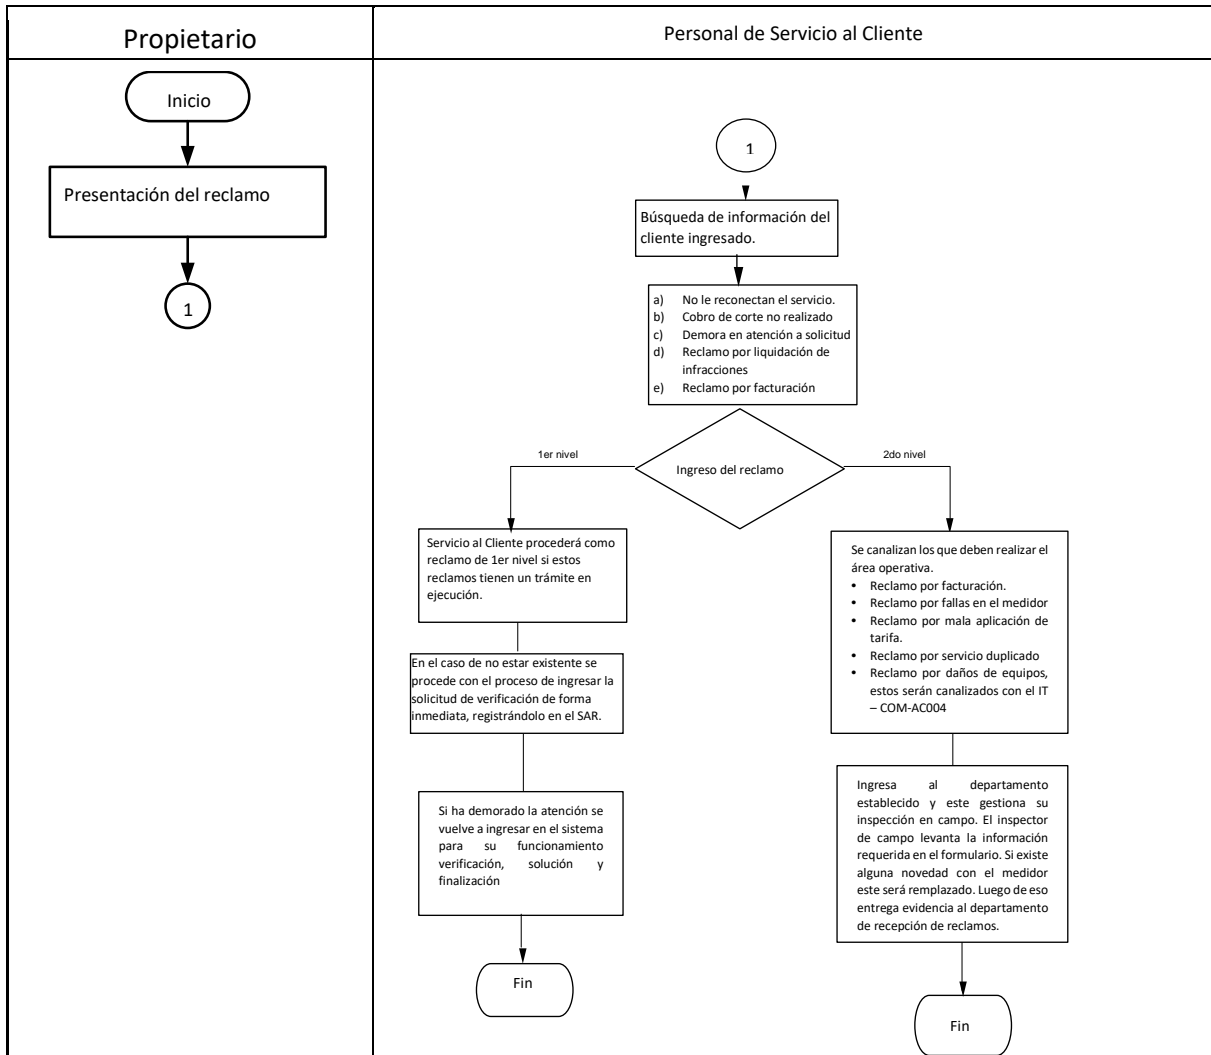 Propietario
Personal de Servicio al Cliente
Inicio
Presentación del reclamo
1
1
Búsqueda de información del
cliente ingresado.
a) No le reconectan el servicio.
b) Cobro de corte no realizado
c) Demora en atención a solicitud
d) Reclamo por liquidación de
infracciones
e) Reclamo por facturación
1er nivel
Ingreso del reclamo
2do nivel
Servicio al Cliente procederá como
reclamo de 1er nivel si estos
reclamos tienen un trámite en
ejecución.
En el caso de no estar existente se
procede con el proceso de ingresar la
solicitud de verificación de forma
inmediata, registrándolo en el SAR.
Si ha demorado la atención se
vuelve a ingresar en el sistema
para su funcionamiento
verificación, solución y
finalización
Fin
Se canalizan los que deben realizar el
área operativa.
• Reclamo por facturación.
• Reclamo por fallas en el medidor
• Reclamo por mala aplicación de
tarifa.
• Reclamo por servicio duplicado
• Reclamo por daños de equipos,
estos serán canalizados con el IT
– COM-AC004
Ingresa al departamento
establecido y este gestiona su
inspección en campo. El inspector
de campo levanta la información
requerida en el formulario. Si existe
alguna novedad con el medidor
este será remplazado. Luego de eso
entrega evidencia al departamento
de recepción de reclamos.
Fin